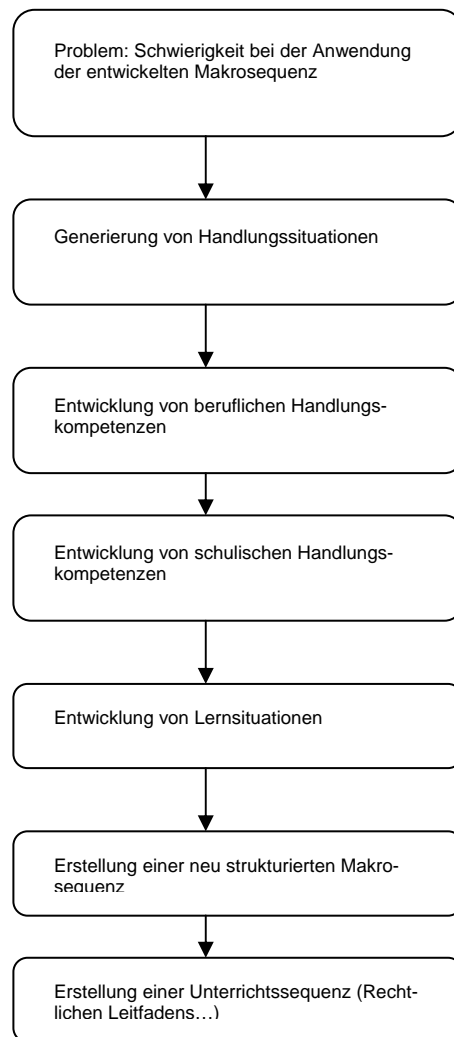 Problem: Schwierigkeit bei der Anwendung
der entwickelten Makrosequenz
Generierung von Handlungssituationen
Entwicklung von beruflichen Handlungs-
kompetenzen
Entwicklung von schulischen Handlungs-
kompetenzen
Entwicklung von Lernsituationen
Erstellung einer neu strukturierten Makro-
sequenz
Erstellung einer Unterrichtssequenz (Recht-
lichen Leitfadens…)